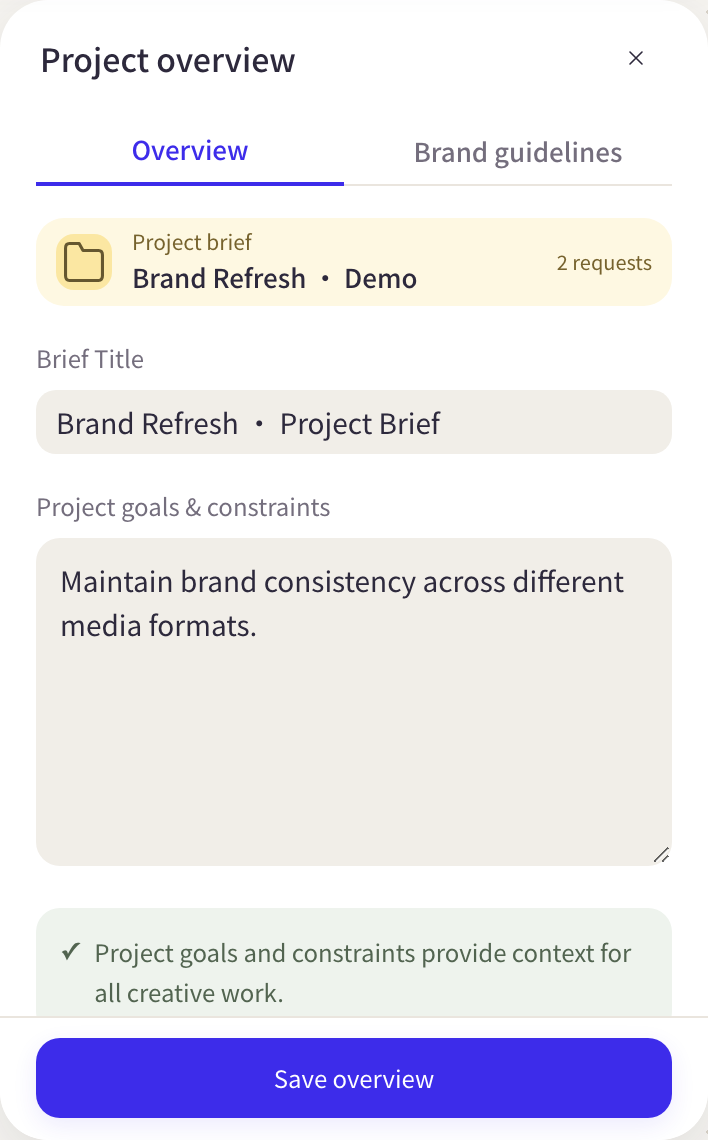 Project overview
Overview
Brand guidelines
Project brief
Brand Refresh • Demo
2 requests
Brief Title
Brand Refresh • Project Brief
Project goals & constraints
Maintain brand consistency across different
media formats.
✓ Project goals and constraints provide context for
all creative work.
Save overview